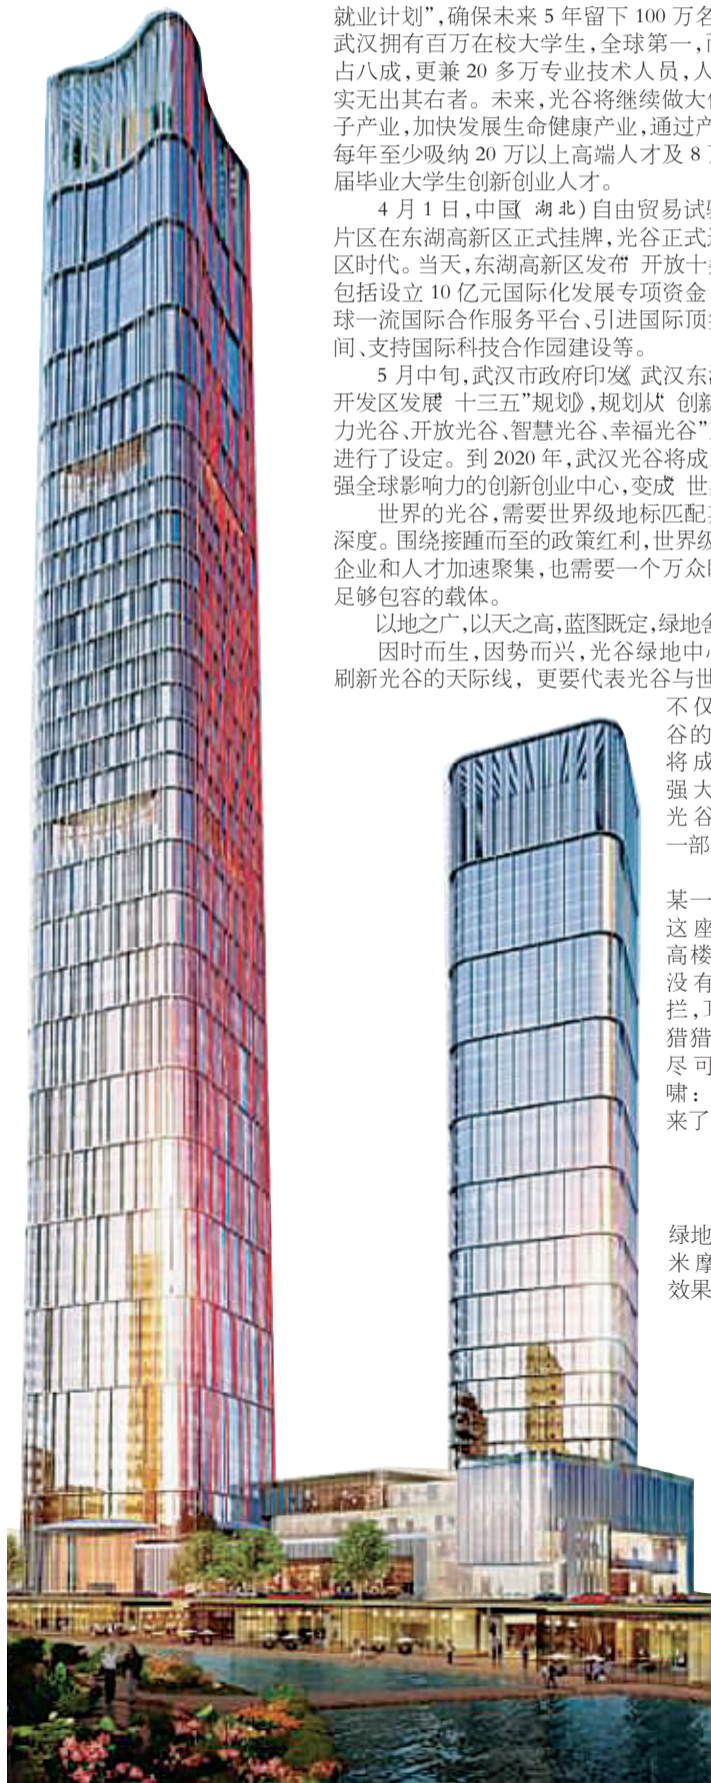 就业计划”,确保未来 5 年留下 100 万名
武汉拥有百万在校大学生,全球第一,
占八成,更兼 20 多万专业技术人员,人
实无出其右者。未来,光谷将继续做大
子产业,加快发展生命健康产业,通过产
每年至少吸纳 20 万以上高端人才及 8
届毕业大学生创新创业人才。
4 月 1 日,中国( 湖北)自由贸易试验
片区在东湖高新区正式挂牌,光谷正式
区时代。当天,东湖高新区发布“ 开放十
包括设立 10 亿元国际化发展专项资金
球一流国际合作服务平台、引进国际顶
间、支持国际科技合作园建设等。
5 月中旬,武汉市政府印发《 武汉东
开发区发展“ 十三五”规划》,规划从“ 创新
力光谷、开放光谷、智慧光谷、幸福光谷”
进行了设定。到 2020 年,武汉光谷将成
强全球影响力的创新创业中心,变成“ 世
世界的光谷,需要世界级地标匹配
深度。围绕接踵而至的政策红利,世界级
企业和人才加速聚集,也需要一个万众
足够包容的载体。
以地之广,以天之高,蓝图既定,绿地
因时而生,因势而兴,光谷绿地中心
刷新光谷的天际线, 更要代表光谷与世
不仅
谷的
将成
强大
光谷
一部
某一
这座
高楼
没有
拦,
猎猎
尽可
啸:
来了
绿地
米摩
效果